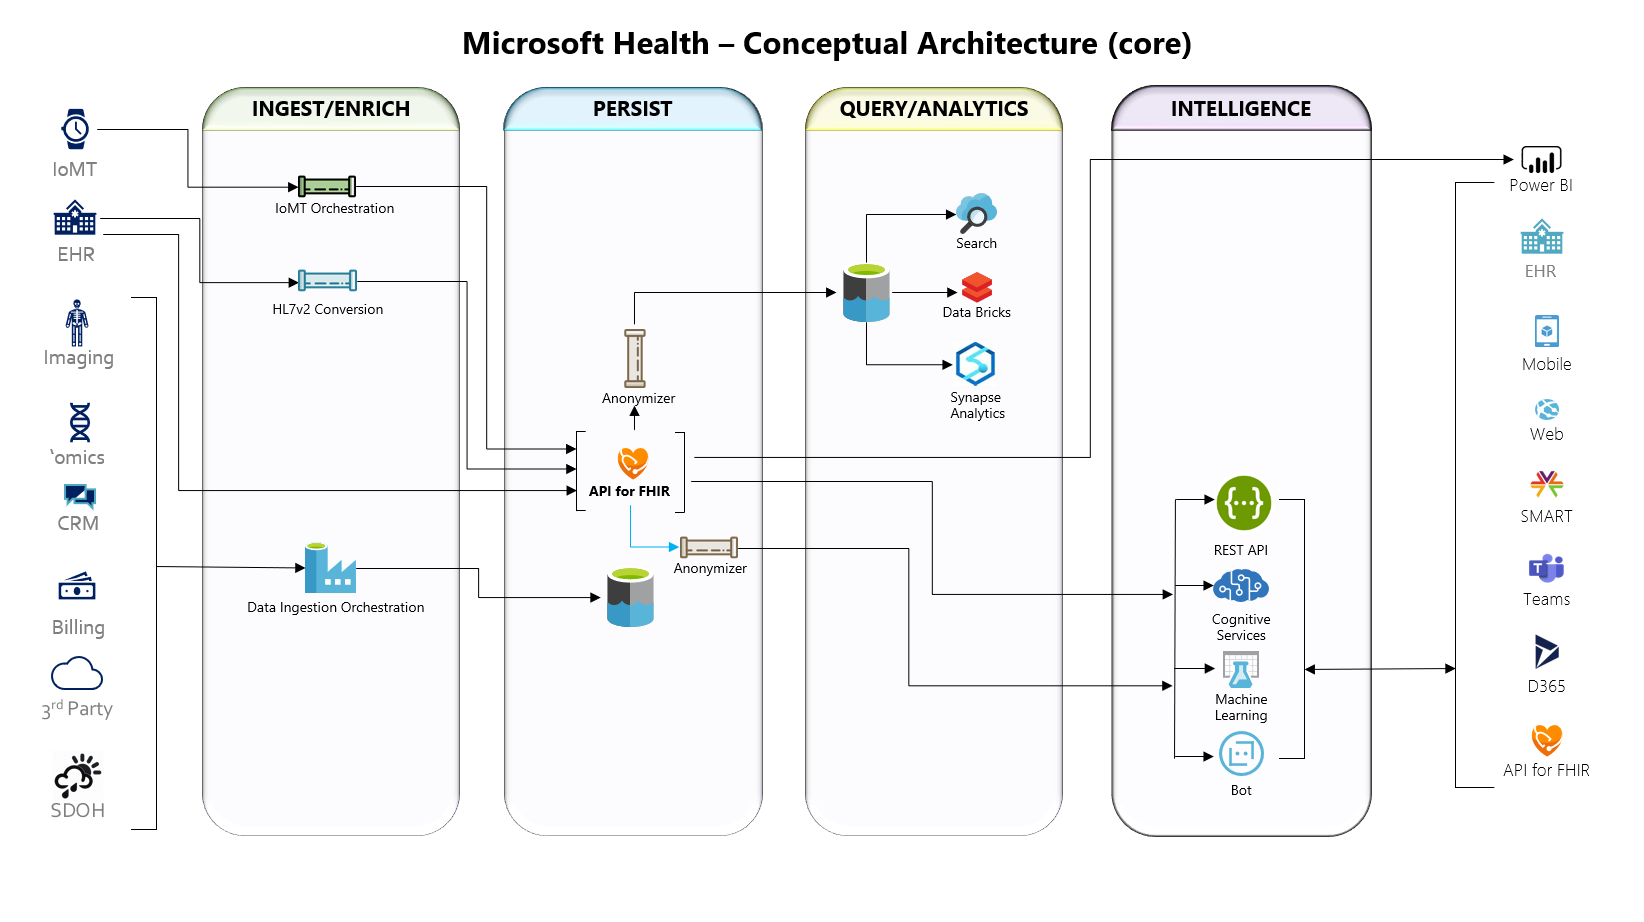 Microsoft Health – Conceptual Architecture (core)
INGEST/ENRICH
PERSIST
QUERY/ANALYTICS
INTELLIGENCE
IoMT
EHR
Imaging
‘omics
CRM
Billing
3rd Party
SDOH
IoMT Orchestration
HL7v2 Conversion
Data Ingestion Orchestration
Anonymizer
API for FHIR
Anonymizer
Search
Data Bricks
Synapse
Analytics
REST API
Cognitive
Services
Machine
Learning
Bot
Power BI
EHR
Mobile
Web
SMART
T
Teams
D365
API for FHIR